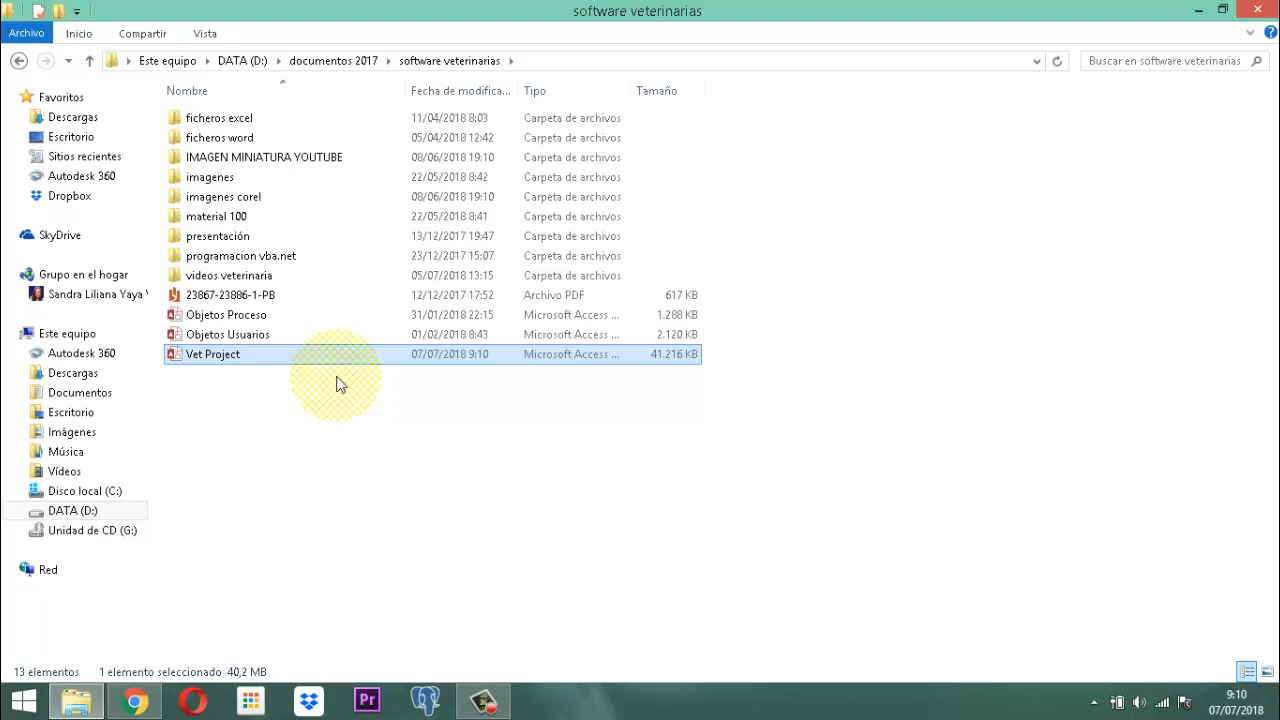 software veterinarias
Archivo Inicio Compartir Vista
Este equipo DATA (D:) documentos 2017 software veterinarias Buscar en software veterinarias
Favoritos
Descargas
Escritorio
Sitios recientes
Autodesk 360
Dropbox
SkyDrive
Grupo en el hogar
Sandra Liliana Yaya
Este equipo
Autodesk 360
Descargas
Documentos
Escritorio
Imágenes
Música
Vídeos
Disco local (C:)
DATA (D:)
Unidad de CD (G:)
Red
Nombre Fecha de modifica... Tipo Tamaño
ficheros excel 11/04/2018 8:03 Carpeta de archivos
ficheros word 05/04/2018 12:42 Carpeta de archivos
IMAGEN MINIATURA YOUTUBE 08/06/2018 19:10 Carpeta de archivos
imagenes 22/05/2018 8:42 Carpeta de archivos
imagenes corel 08/06/2018 19:10 Carpeta de archivos
material 100 22/05/2018 8:41 Carpeta de archivos
presentación 13/12/2017 19:47 Carpeta de archivos
programacion vba.net 23/12/2017 15:07 Carpeta de archivos
videos veterinaria 05/07/2018 13:15 Carpeta de archivos
23867-23886-1-PB 12/12/2017 17:52 Archivo PDF 617 KB
Objetos Proceso 31/01/2018 22:15 Microsoft Access ... 1.288 KB
Objetos Usuarios 01/02/2018 8:43 Microsoft Access ... 2.120 KB
Vet Project 07/07/2018 9:10 Microsoft Access ... 41.216 KB
13 elementos 1 elemento seleccionado 40,2 MB
Pr
9:10
07/07/2018